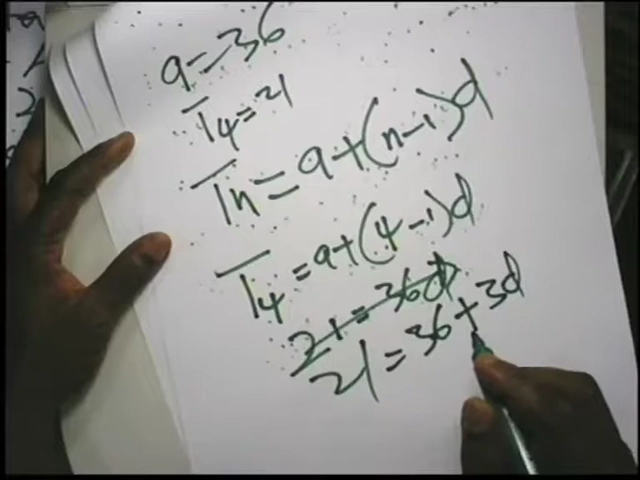 a=36
T4=21
Tn=a+(n-1)d
T4=a+(4-1)d
21=36d
21=36+3d